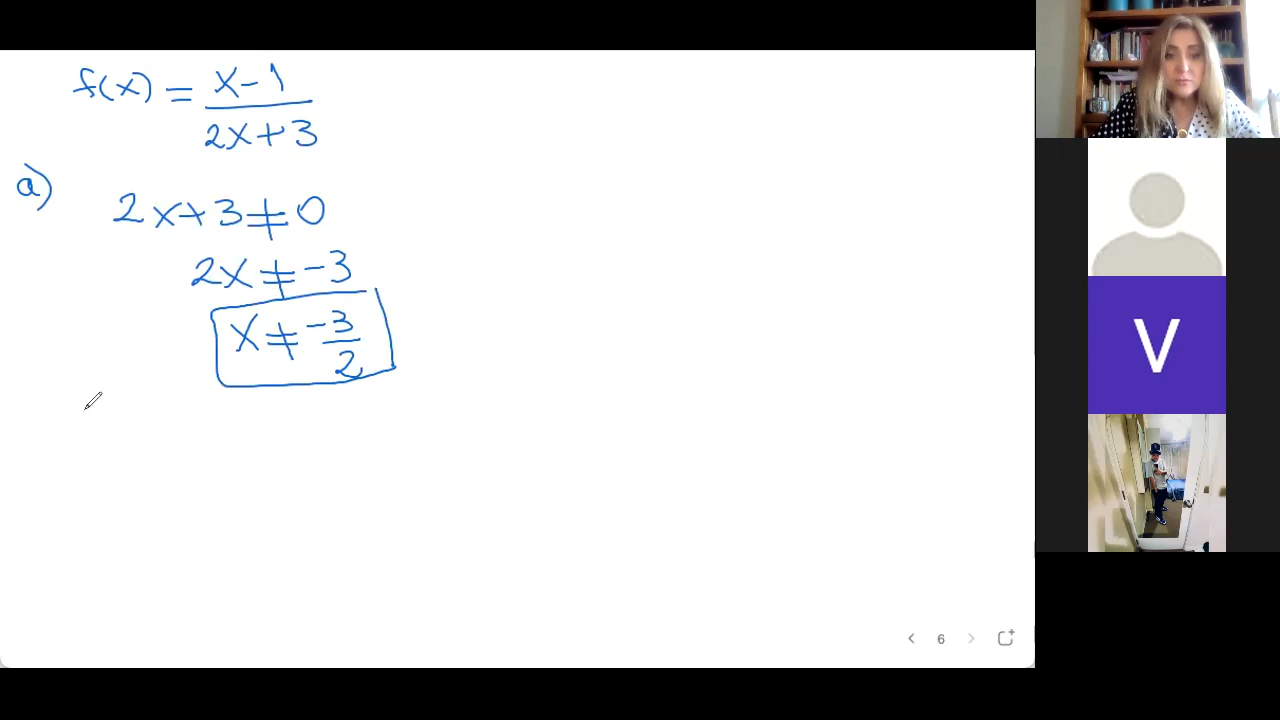 f(x) = x-1
2x+3
a)
2x+3≠0
2x ≠ -3
x ≠ -3
2
V
< 6 >